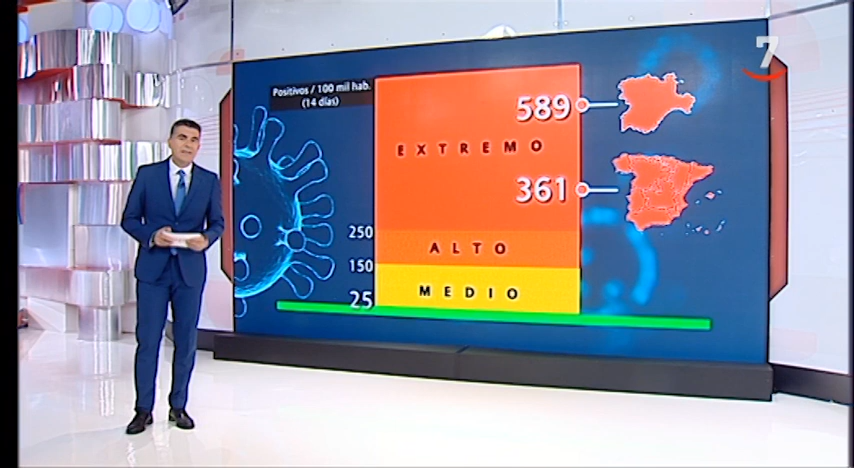 7
Positivos / 100 mil hab.
(14 días)
589
EXTREMO
361
250
ALTO
150
MEDIO
25